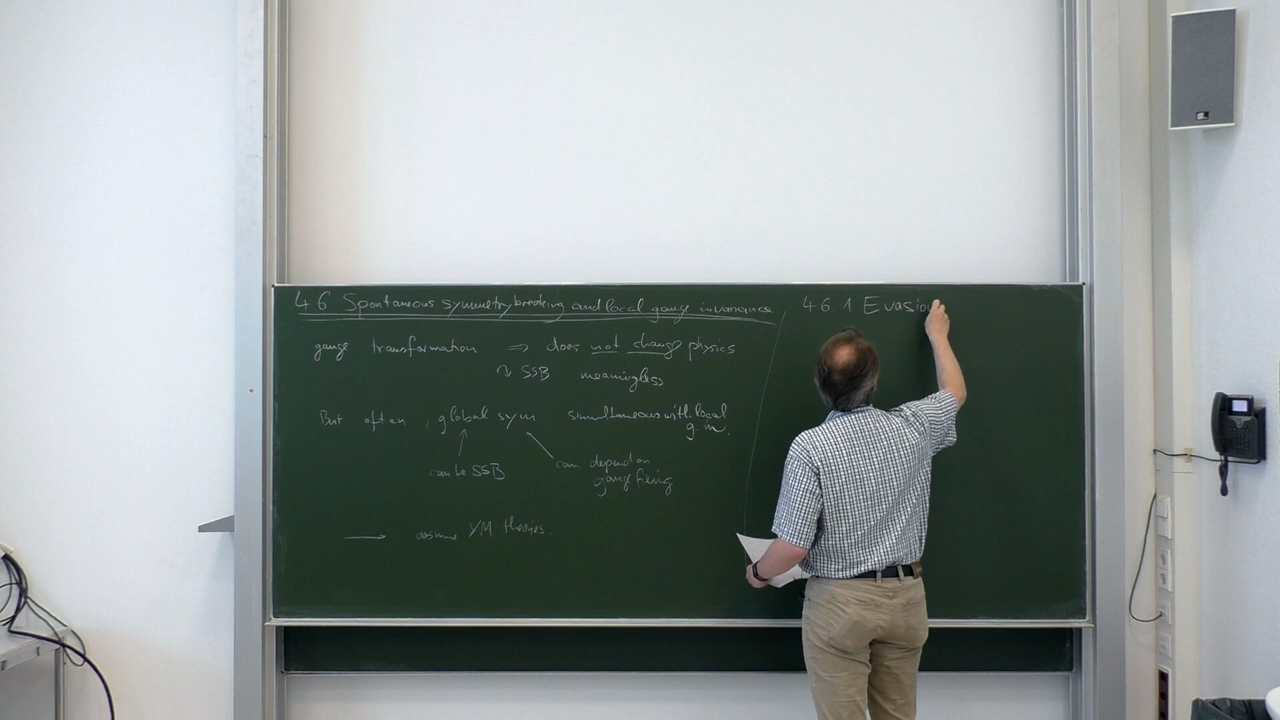 4.6 Spontaneous symmetry breaking and local gauge invariance
gauge transformation ⇒ does not change physics
↝ SSB meaningless
But often, global sym simultaneous with local
g. in.
can be SSB
can depend on
gauge fixing
→ assume YM theories.
4.6.1 Evasion